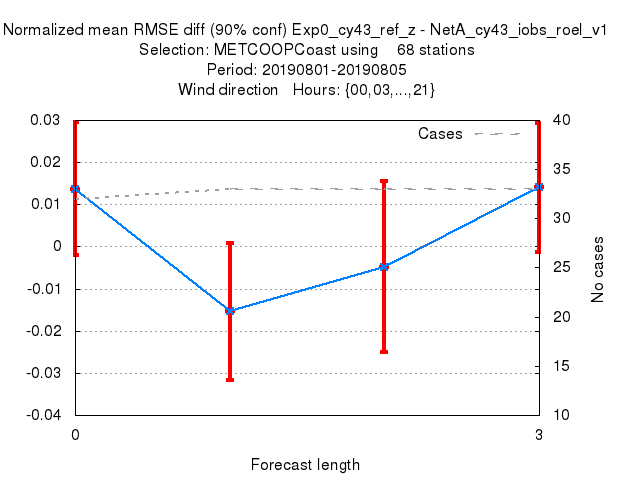 Normalized mean RMSE diff (90% conf) Exp0_cy43_ref_z - NetA_cy43_iobs_roel_v1
Selection: METCOOPCoast using 68 stations
Period: 20190801-20190805
Wind direction Hours: {00,03,...,21}
Cases
0.03
0.02
0.01
0
-0.01
-0.02
-0.03
-0.04
40
35
30
25
20
15
10
No cases
0
3
Forecast length